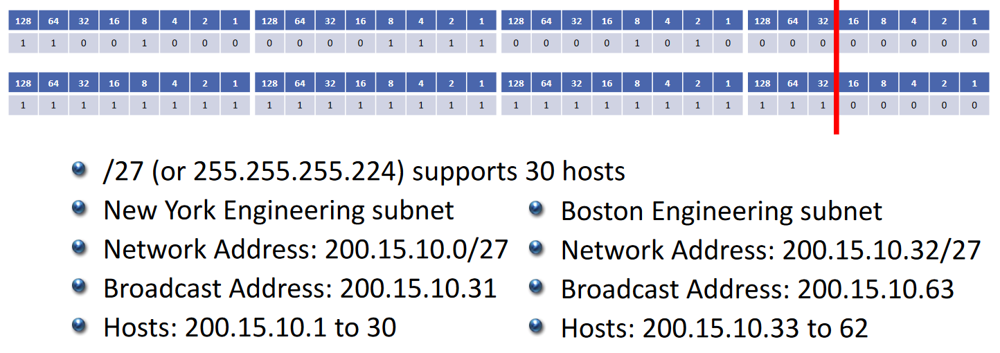 128 64 32 16 8 4 2 1 128 64 32 16 8 4 2 1 128 64 32 16 8 4 2 1 128 64 32 16 8 4 2 1
1 1 0 0 1 0 0 0 0 0 0 0 1 1 1 1 0 0 0 0 1 0 1 0 0 0 0 0 0 0 0 0
128 64 32 16 8 4 2 1 128 64 32 16 8 4 2 1 128 64 32 16 8 4 2 1 128 64 32 16 8 4 2 1
1 1 1 1 1 1 1 1 1 1 1 1 1 1 1 1 1 1 1 1 1 1 1 1 1 1 1 0 0 0 0 0
/27 (or 255.255.255.224) supports 30 hosts
New York Engineering subnet
Network Address: 200.15.10.0/27
Broadcast Address: 200.15.10.31
Hosts: 200.15.10.1 to 30
Boston Engineering subnet
Network Address: 200.15.10.32/27
Broadcast Address: 200.15.10.63
Hosts: 200.15.10.33 to 62